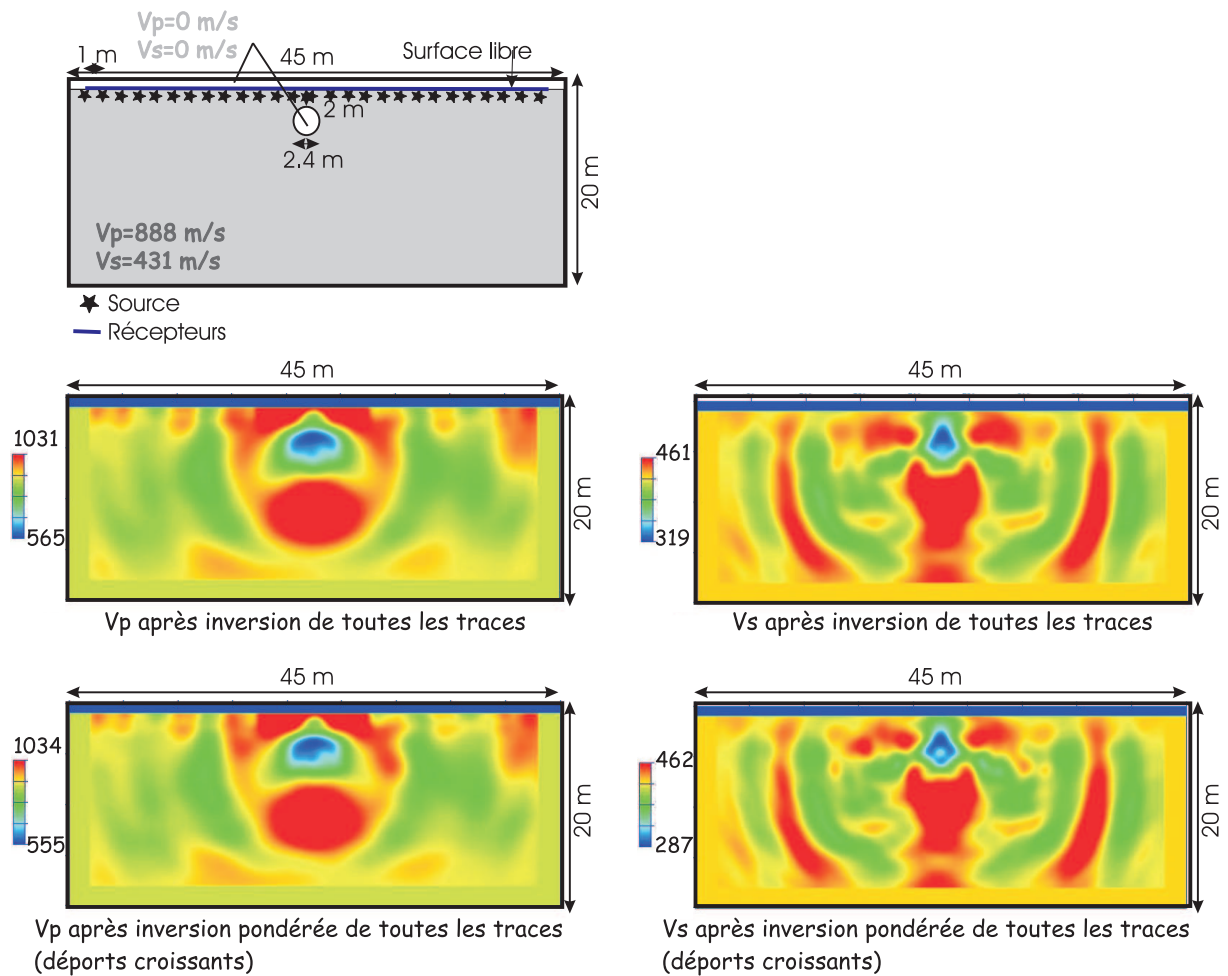 Vp=0 m/s
Vs=0 m/s
1 m
45 m
Surface libre
2 m
2.4 m
20 m
Vp=888 m/s
Vs=431 m/s
Source
Récepteurs
45 m
1031
565
20 m
Vp après inversion de toutes les traces
45 m
461
319
20 m
Vs après inversion de toutes les traces
45 m
1034
555
20 m
Vp après inversion pondérée de toutes les traces
(déports croissants)
45 m
462
287
20 m
Vs après inversion pondérée de toutes les traces
(déports croissants)